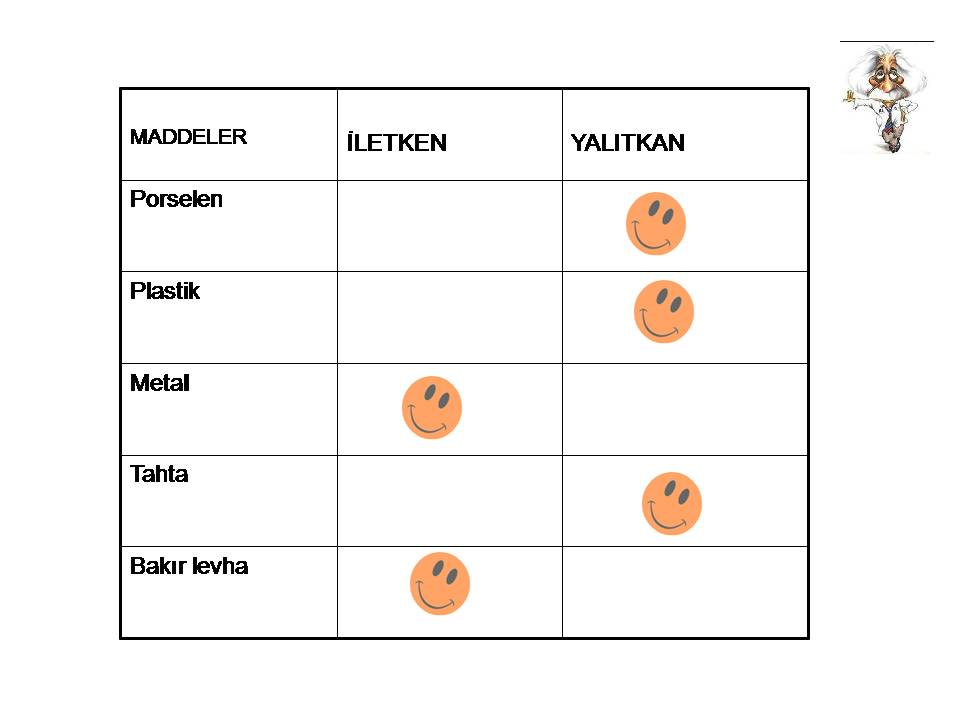 MADDELER İLETKEN YALITKAN
Porselen
Plastik
Metal
Tahta
Bakır levha